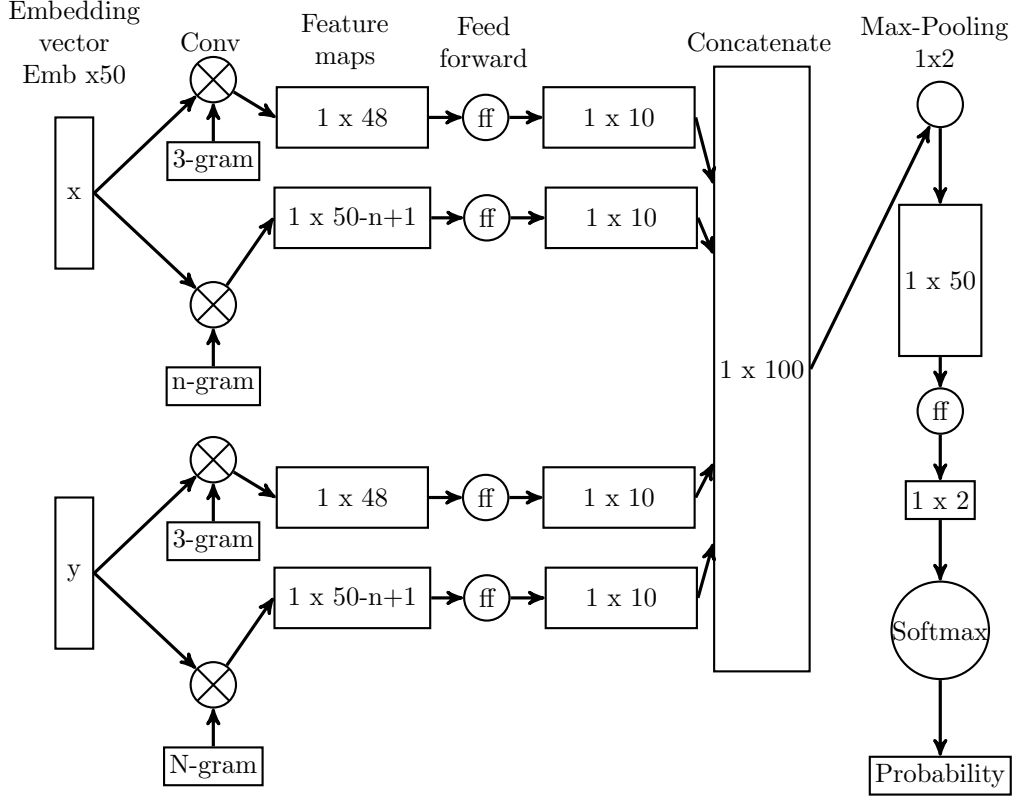 Embedding
vector
Emb x50
Conv
Feature
maps
Feed
forward
Concatenate
Max-Pooling
1x2
x
3-gram
1 x 48
ff
1 x 10
n-gram
1 x 50-n+1
ff
1 x 10
y
3-gram
1 x 48
ff
1 x 10
N-gram
1 x 50-n+1
ff
1 x 10
1 x 100
1 x 50
ff
1 x 2
Softmax
Probability